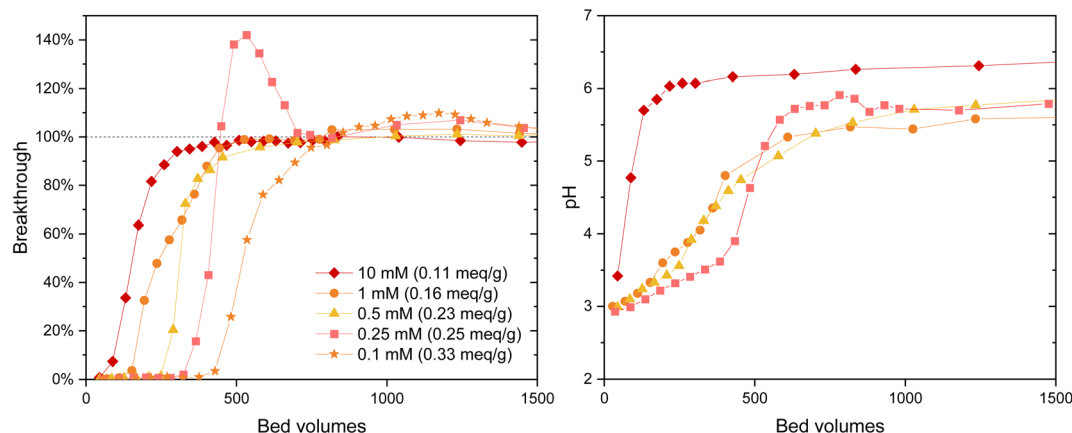 140%
120%
100%
80%
60%
40%
20%
0%
Breakthrough
10 mM (0.11 meq/g)
1 mM (0.16 meq/g)
0.5 mM (0.23 meq/g)
0.25 mM (0.25 meq/g)
0.1 mM (0.33 meq/g)
0 500 1000 1500
Bed volumes
7
6
5
4
3
2
pH
0 500 1000 1500
Bed volumes